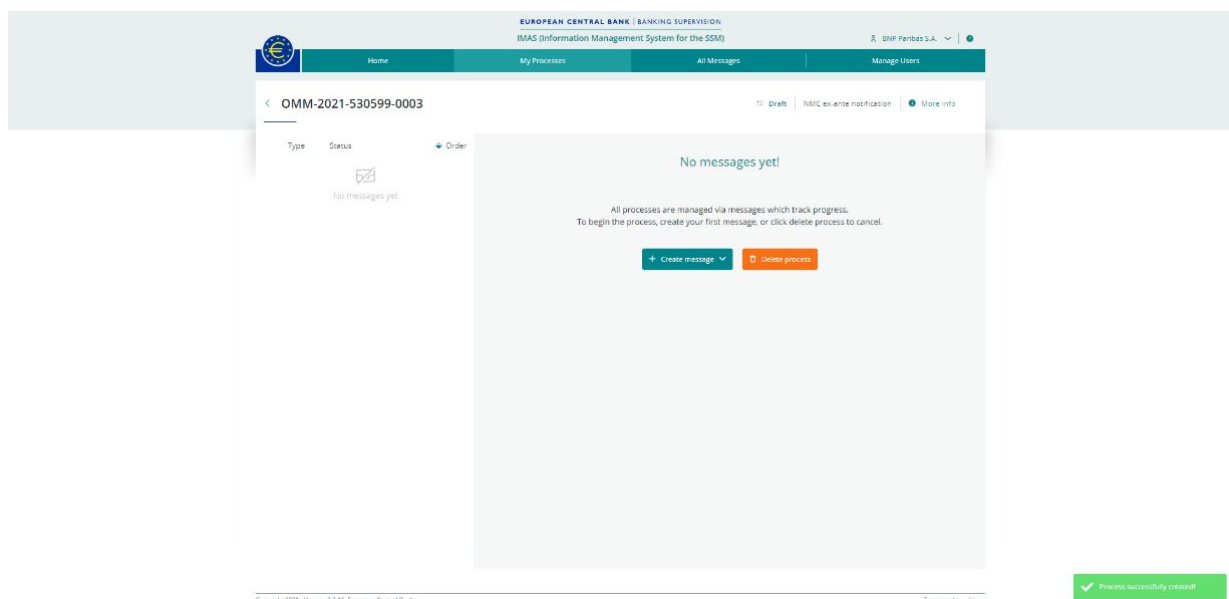 EUROPEAN CENTRAL BANK | BANKING SUPERVISION
IMAS (Information Management System for the SSM)
BNP Paribas S.A.
Home
My Processes
All Messages
Manage Users
OMM-2021-530599-0003
Draft
NMC ex-ante notification
More info
Type
Status
Order
No messages yet
No messages yet!
All processes are managed via messages which track progress.
To begin the process, create your first message, or click delete process to cancel.
+ Create message
Delete process
Process successfully created!